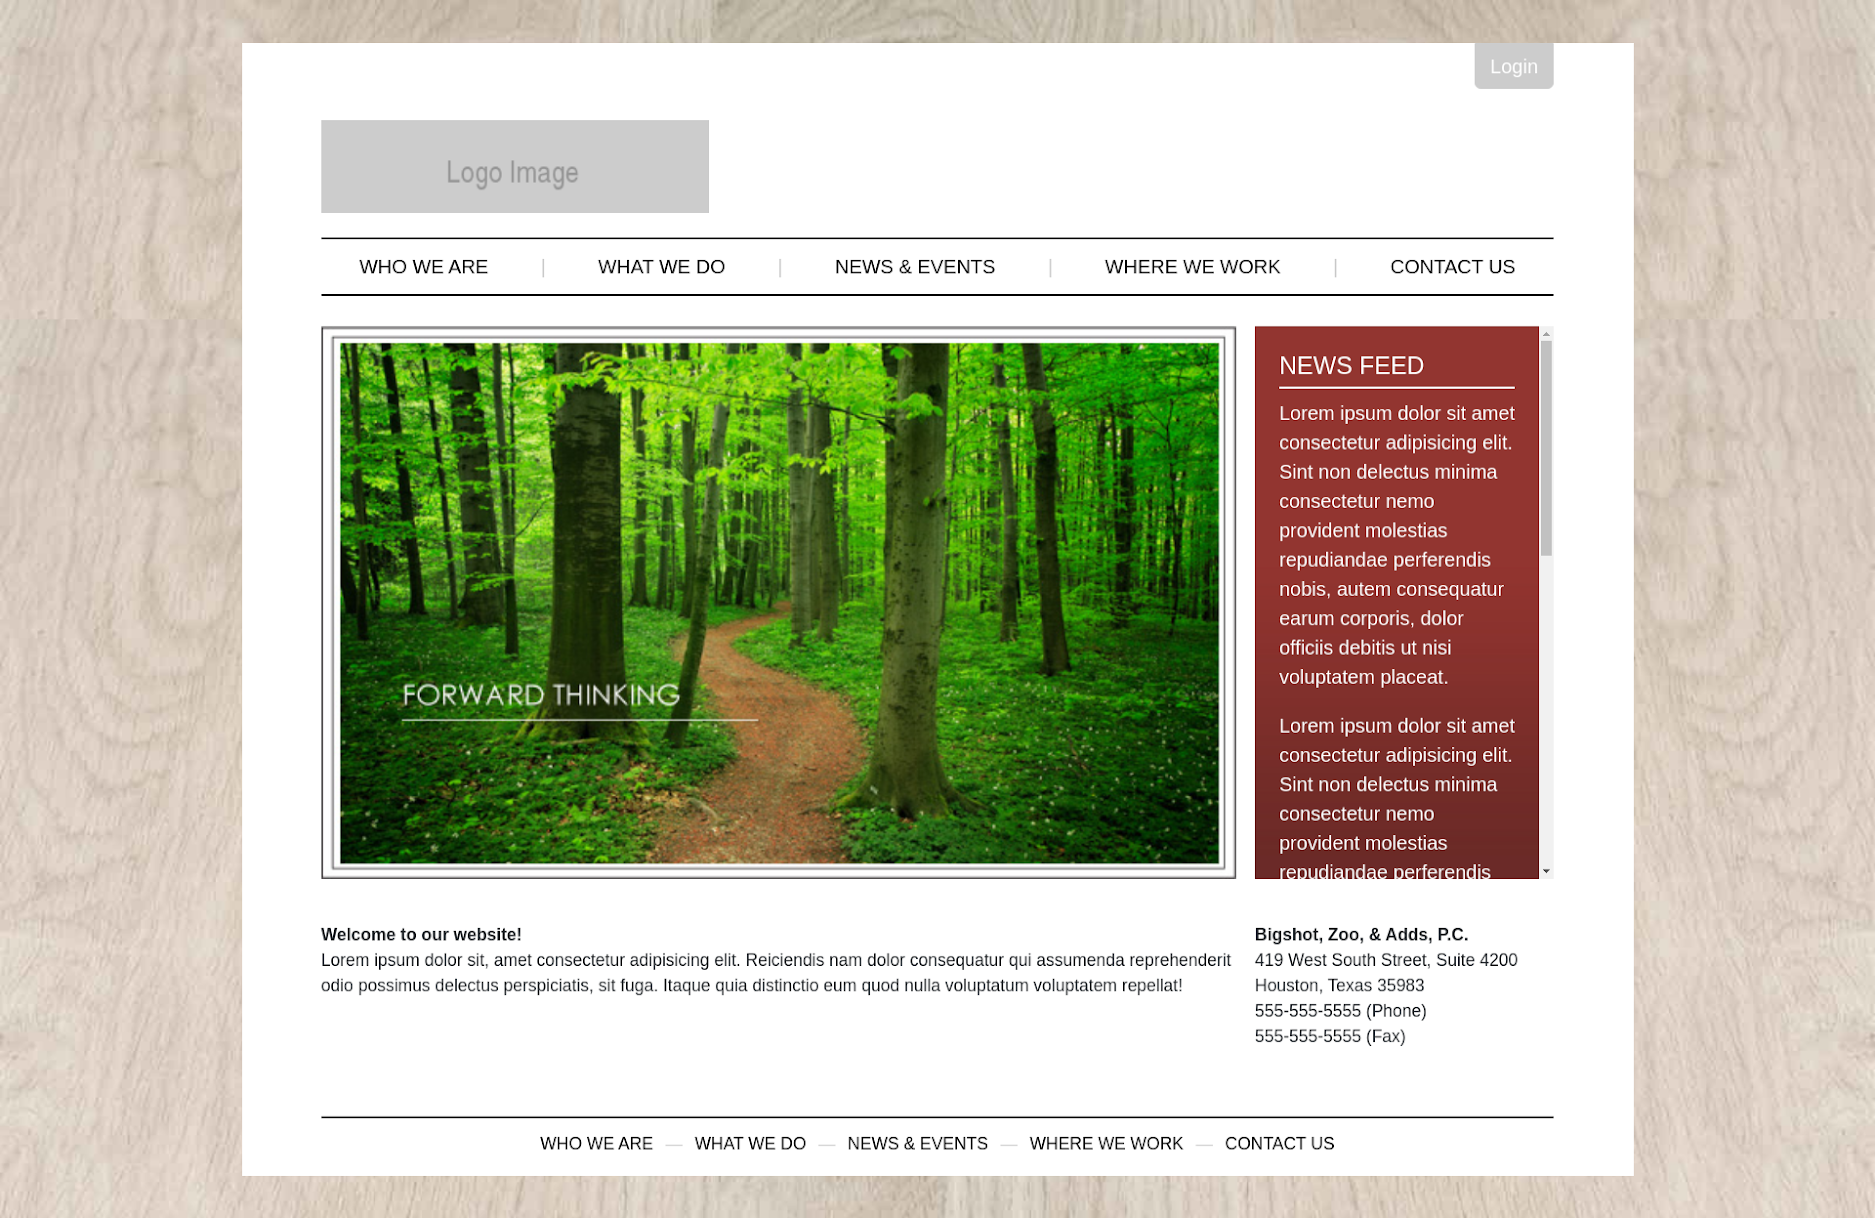 Login
Logo Image
WHO WE ARE | WHAT WE DO | NEWS & EVENTS | WHERE WE WORK | CONTACT US
FORWARD THINKING
NEWS FEED
Lorem ipsum dolor sit amet
consectetur adipisicing elit.
Sint non delectus minima
consectetur nemo
provident molestias
repudiandae perferendis
nobis, autem consequatur
earum corporis, dolor
officiis debitis ut nisi
voluptatem placeat.
Lorem ipsum dolor sit amet
consectetur adipisicing elit.
Sint non delectus minima
consectetur nemo
provident molestias
repudiandae perferendis
Welcome to our website!
Lorem ipsum dolor sit, amet consectetur adipisicing elit. Reiciendis nam dolor consequatur qui assumenda reprehenderit
odio possimus delectus perspiciatis, sit fuga. Itaque quia distinctio eum quod nulla voluptatum voluptatem repellat!
Bigshot, Zoo, & Adds, P.C.
419 West South Street, Suite 4200
Houston, Texas 35983
555-555-5555 (Phone)
555-555-5555 (Fax)
WHO WE ARE — WHAT WE DO — NEWS & EVENTS — WHERE WE WORK — CONTACT US